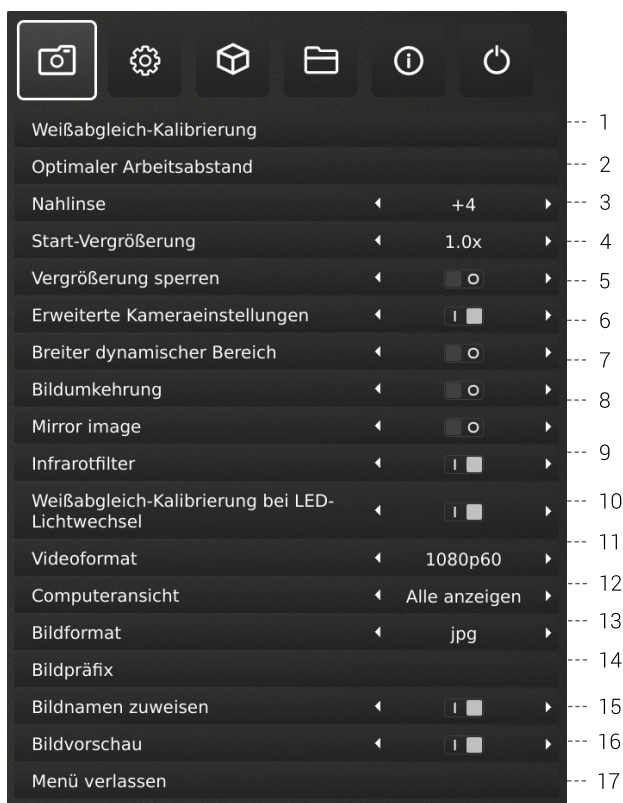 Weißabgleich-Kalibrierung --- 1
Optimaler Arbeitsabstand --- 2
Nahlinse +4 --- 3
Start-Vergrößerung 1.0x --- 4
Vergrößerung sperren O --- 5
Erweiterte Kameraeinstellungen I --- 6
Breiter dynamischer Bereich O --- 7
Bildumkehrung O --- 8
Mirror image O
Infrarotfilter I --- 9
Weißabgleich-Kalibrierung bei LED- --- 10
Lichtwechsel I
Videoformat 1080p60 --- 11
Computeransicht Alle anzeigen --- 12
Bildformat jpg --- 13
Bildpräfix --- 14
Bildnamen zuweisen I --- 15
Bildvorschau I --- 16
Menü verlassen --- 17